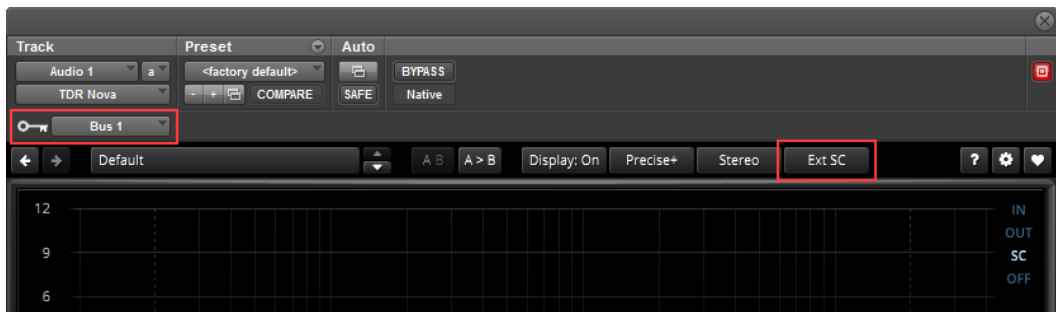 Track Preset Auto
Audio 1 a <factory default> BYPASS
TDR Nova - + COMPARE SAFE Native
Bus 1
Default A B A > B Display: On Precise+ Stereo Ext SC ?
12 IN
OUT
9 SC
OFF
6